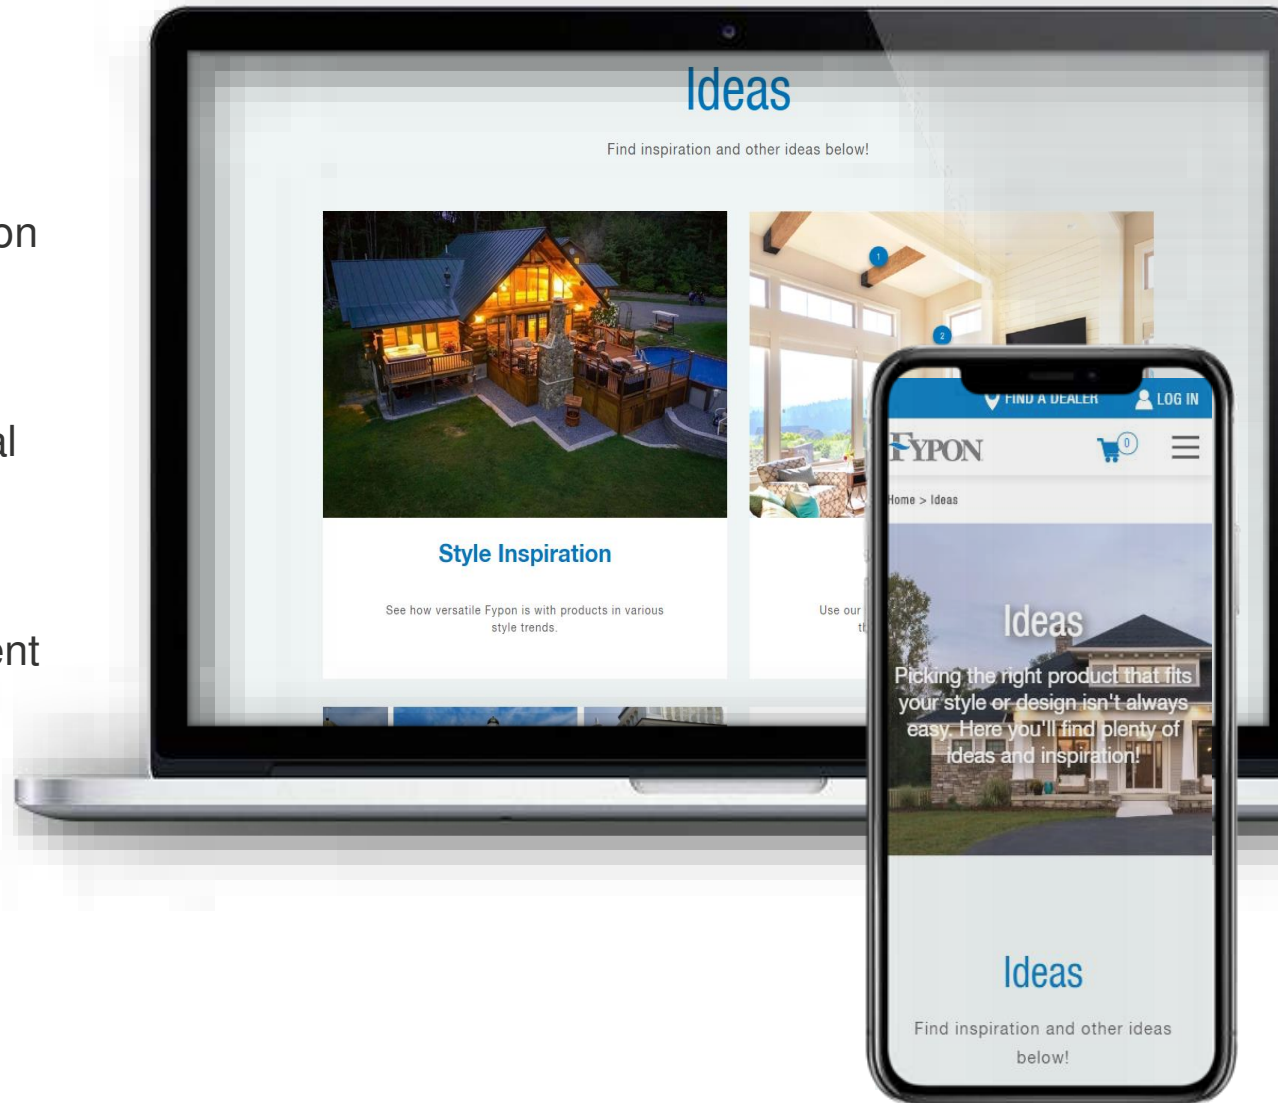 on
al
ent
Ideas
Find inspiration and other ideas below!
1
2
Style Inspiration
See how versatile Fypon is with products in various
style trends.
Use our
FIND A DEALER
LOG IN
FYPON
0
Home > Ideas
Ideas
Picking the right product that fits
your style or design isn't always
easy. Here you'll find plenty of
ideas and inspiration!
Ideas
Find inspiration and other ideas
below!